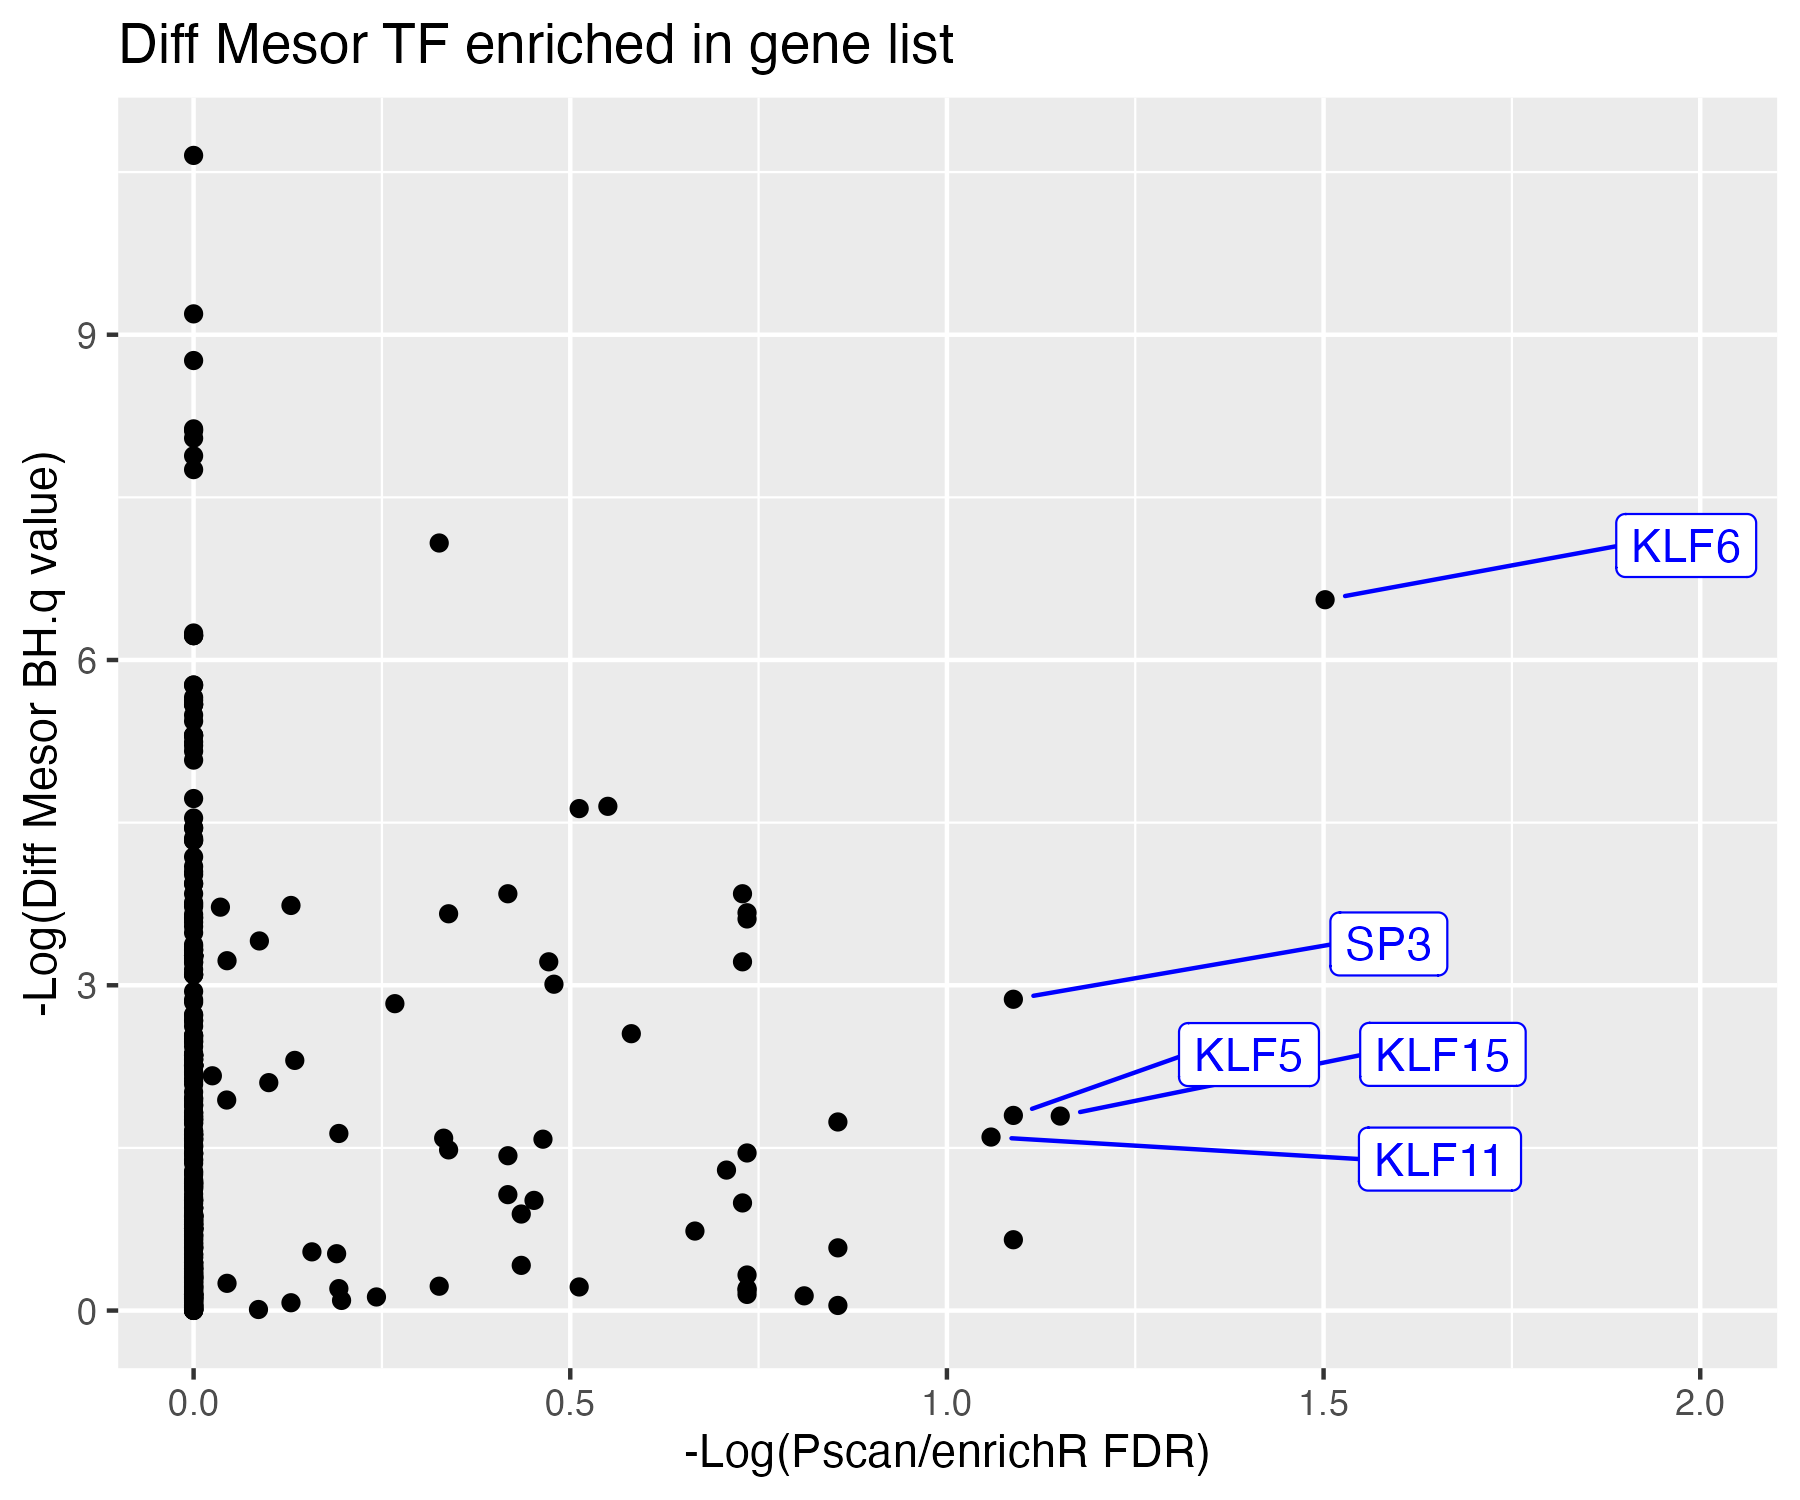 Diff Mesor TF enriched in gene list
-Log(Diff Mesor BH.q value)
9
6
3
0
KLF6
SP3
KLF5
KLF15
KLF11
0.0
0.5
1.0
1.5
2.0
-Log(Pscan/enrichR FDR)